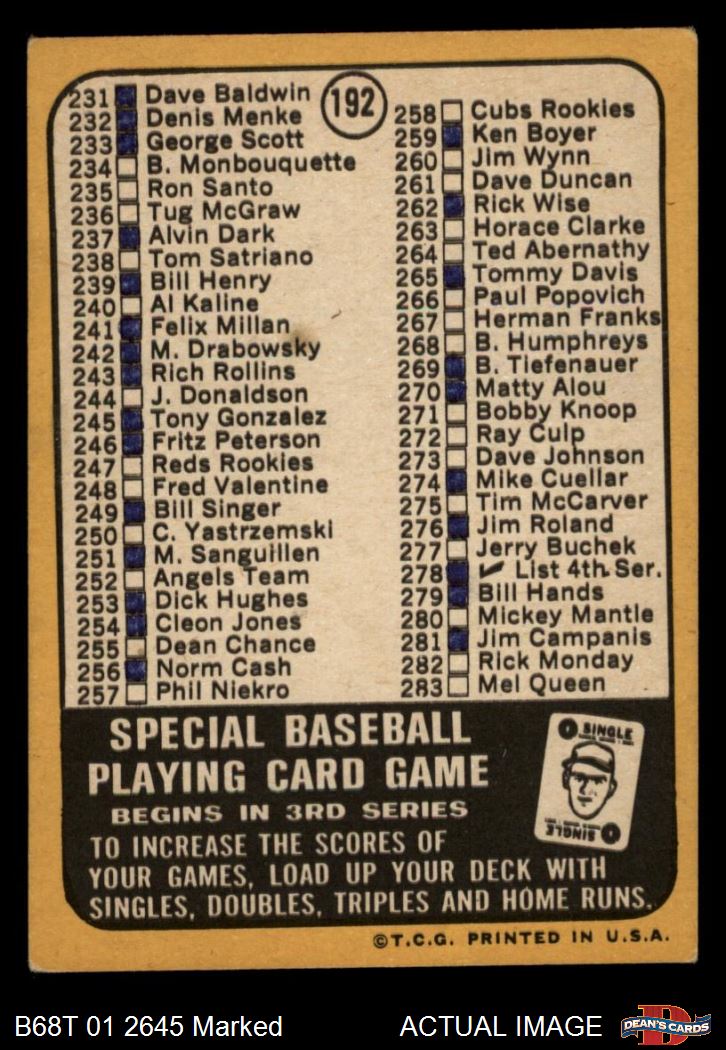 192
231 Dave Baldwin
232 Denis Menke
233 George Scott
234 B. Monbouquette
235 Ron Santo
236 Tug McGraw
237 Alvin Dark
238 Tom Satriano
239 Bill Henry
240 Al Kaline
241 Felix Millan
242 M. Drabowsky
243 Rich Rollins
244 J. Donaldson
245 Tony Gonzalez
246 Fritz Peterson
247 Reds Rookies
248 Fred Valentine
249 Bill Singer
250 C. Yastrzemski
251 M. Sanguillen
252 Angels Team
253 Dick Hughes
254 Cleon Jones
255 Dean Chance
256 Norm Cash
257 Phil Niekro
258 Cubs Rookies
259 Ken Boyer
260 Jim Wynn
261 Dave Duncan
262 Rick Wise
263 Horace Clarke
264 Ted Abernathy
265 Tommy Davis
266 Paul Popovich
267 Herman Franks
268 B. Humphreys
269 B. Tiefenauer
270 Matty Alou
271 Bobby Knoop
272 Ray Culp
273 Dave Johnson
274 Mike Cuellar
275 Tim McCarver
276 Jim Roland
277 Jerry Buchek
278 ✓ List 4th. Ser.
279 Bill Hands
280 Mickey Mantle
281 Jim Campanis
282 Rick Monday
283 Mel Queen
SPECIAL BASEBALL
PLAYING CARD GAME
BEGINS IN 3RD SERIES
TO INCREASE THE SCORES OF
YOUR GAMES, LOAD UP YOUR DECK WITH
SINGLES, DOUBLES, TRIPLES AND HOME RUNS.
SINGLE
SINGLE
©T.C.G. PRINTED IN U.S.A.
B68T 01 2645 Marked
ACTUAL IMAGE
DEAN'S CARDS